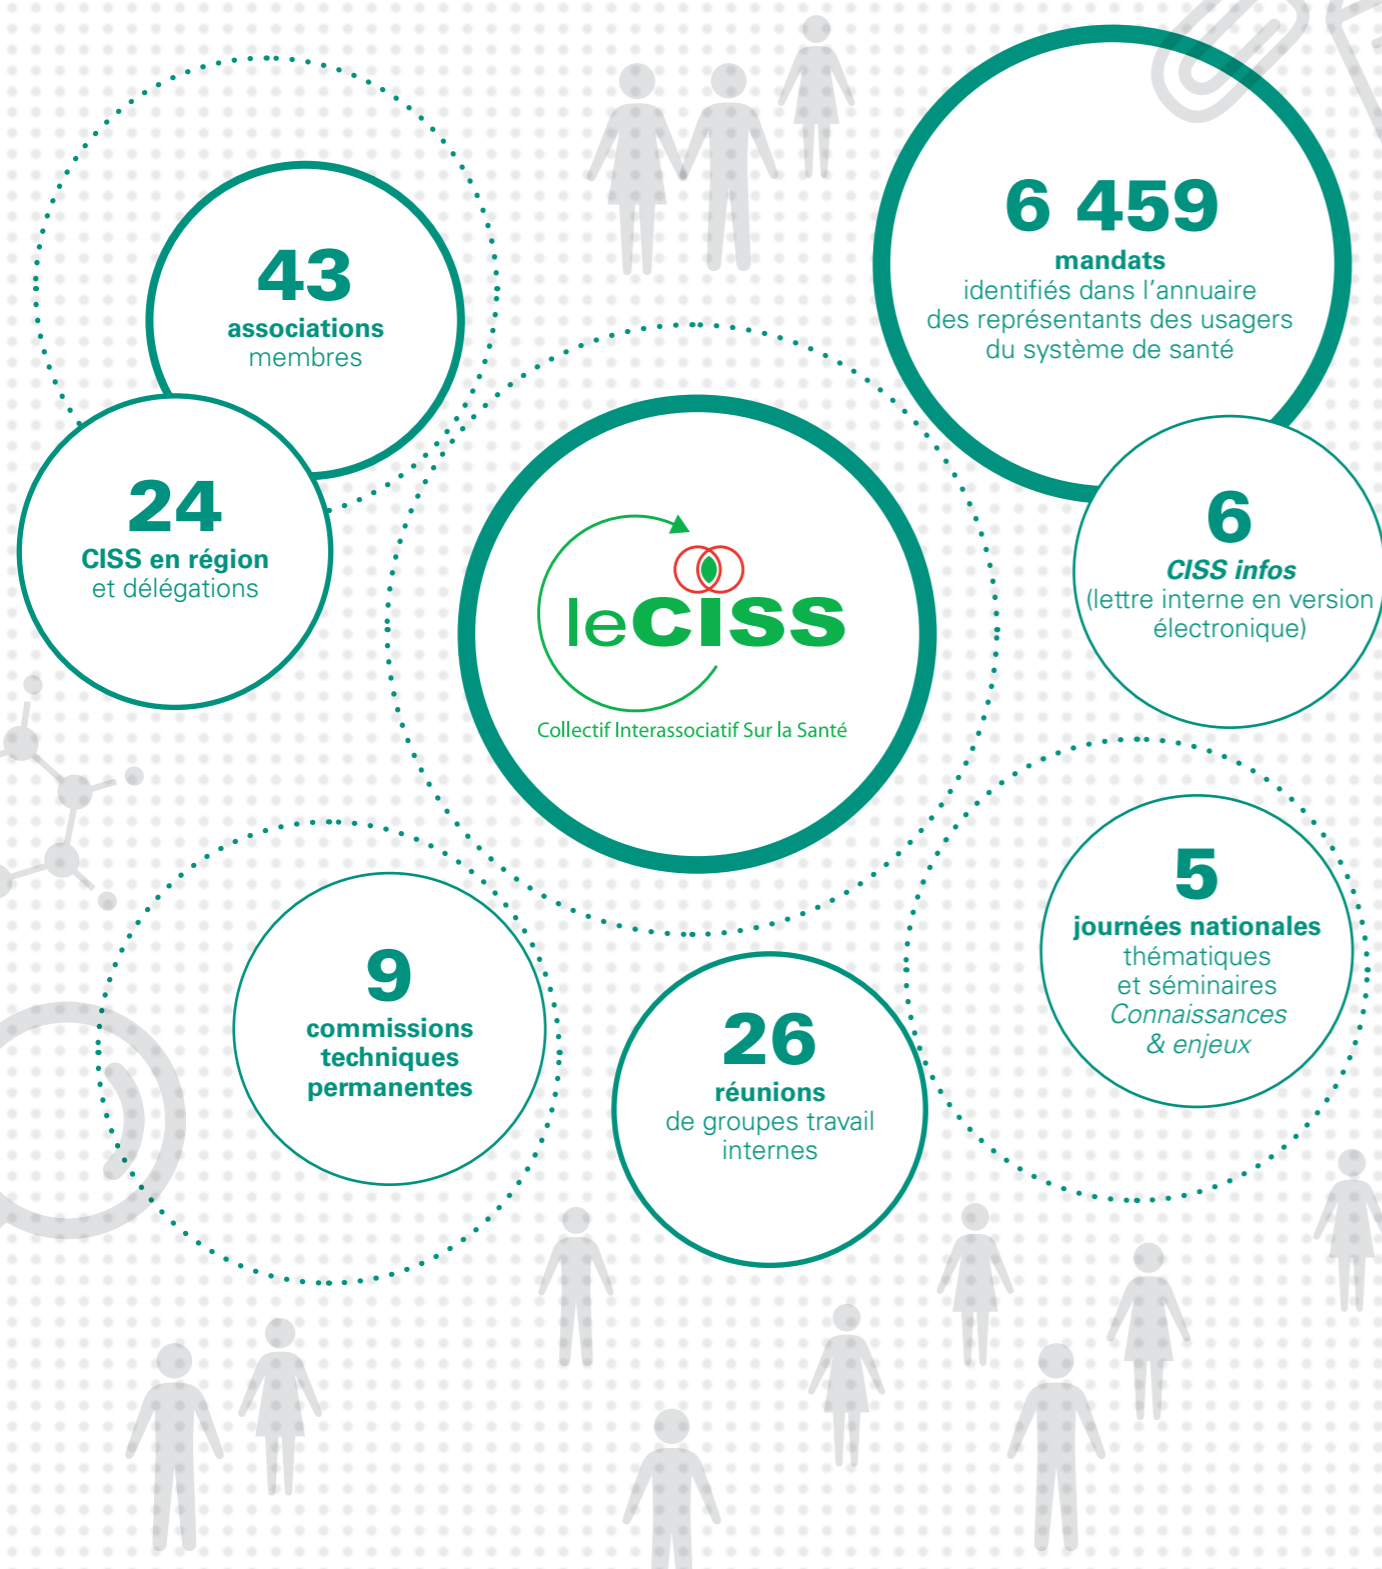 43
associations
membres
24
CISS en région
et délégations
6 459
mandats
identifiés dans l'annuaire
des représentants des usagers
du système de santé
6
CISS infos
(lettre interne en version
électronique)
leCISS
Collectif Interassociatif Sur la Santé
5
journées nationales
thématiques
et séminaires
Connaissances
& enjeux
9
commissions
techniques
permanentes
26
réunions
de groupes travail
internes